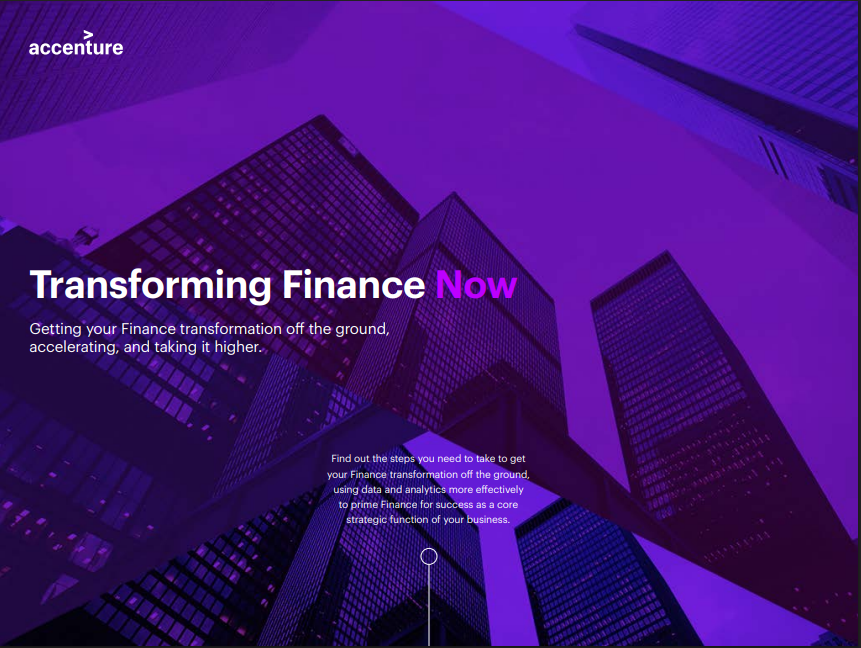 accenture
Transforming Finance Now
Getting your Finance transformation off the ground,
accelerating, and taking it higher.
Find out the steps you need to take to get
your Finance transformation off the ground,
using data and analytics more effectively
to prime Finance for success as a core
strategic function of your business.